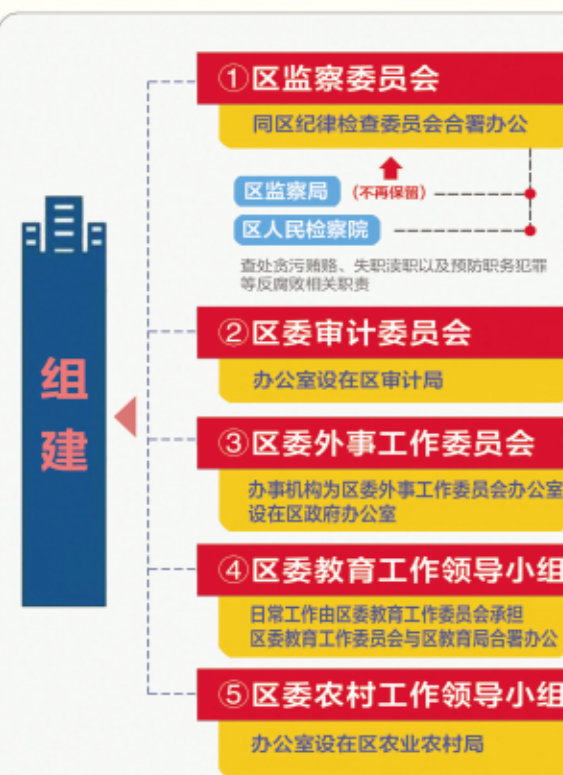 组
建
①区监察委员会
同区纪律检查委员会合署办公
区监察局 (不再保留)
区人民检察院
查处贪污贿赂、失职渎职以及预防职务犯罪
等反腐败相关职责
②区委审计委员会
办公室设在区审计局
③区委外事工作委员会
办事机构为区委外事工作委员会办公室
设在区政府办公室
④区委教育工作领导小组
日常工作由区委教育工作委员会承担
区委教育工作委员会与区教育局合署办公
⑤区委农村工作领导小组
办公室设在区农业农村局